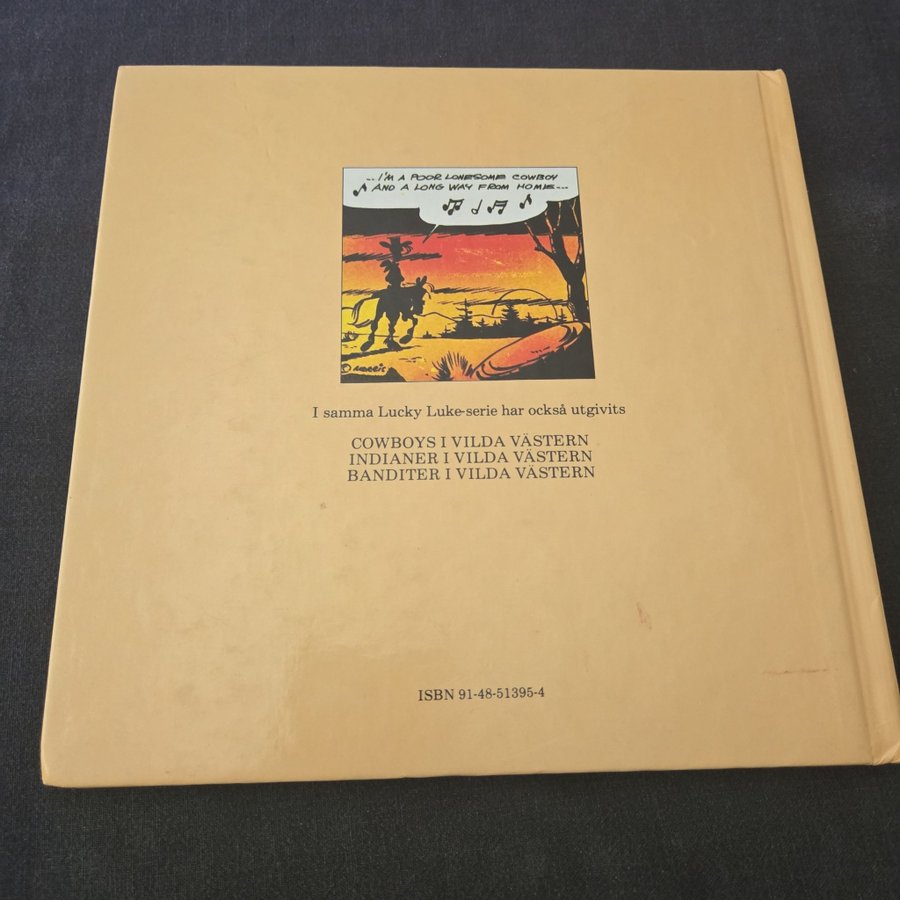 ..I'M A POOR LONESOME COWBOY
AND A LONG WAY FROM HOME...
© MORRIS
I samma Lucky Luke-serie har också utgivits
COWBOYS I VILDA VÄSTERN
INDIANER I VILDA VÄSTERN
BANDITER I VILDA VÄSTERN
ISBN 91-48-51395-4